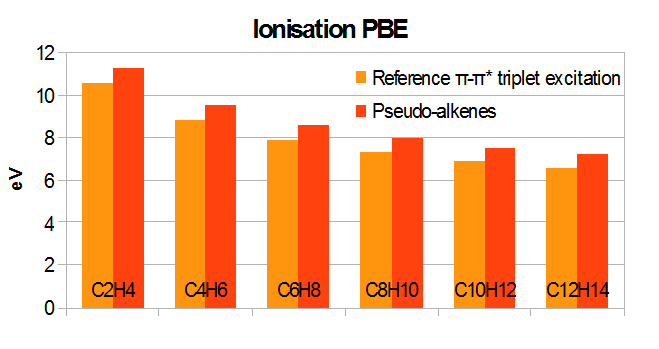 Ionisation PBE
12
10
8
6
4
2
0
eV
Reference π-π* triplet excitation
Pseudo-alkenes
C2H4 C4H6 C6H8 C8H10 C10H12 C12H14